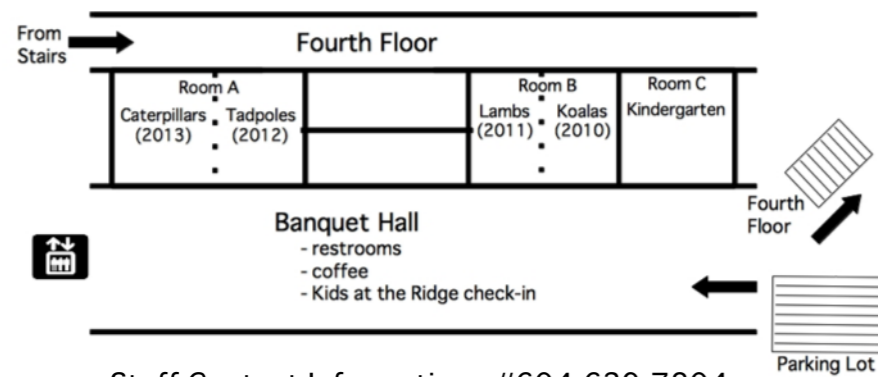 From
Stairs
Fourth Floor
Room A
Caterpillars
(2013)
Tadpoles
(2012)
Room B
Lambs
(2011)
Koalas
(2010)
Room C
Kindergarten
Banquet Hall
- restrooms
- coffee
- Kids at the Ridge check-in
Fourth
Floor
Parking Lot